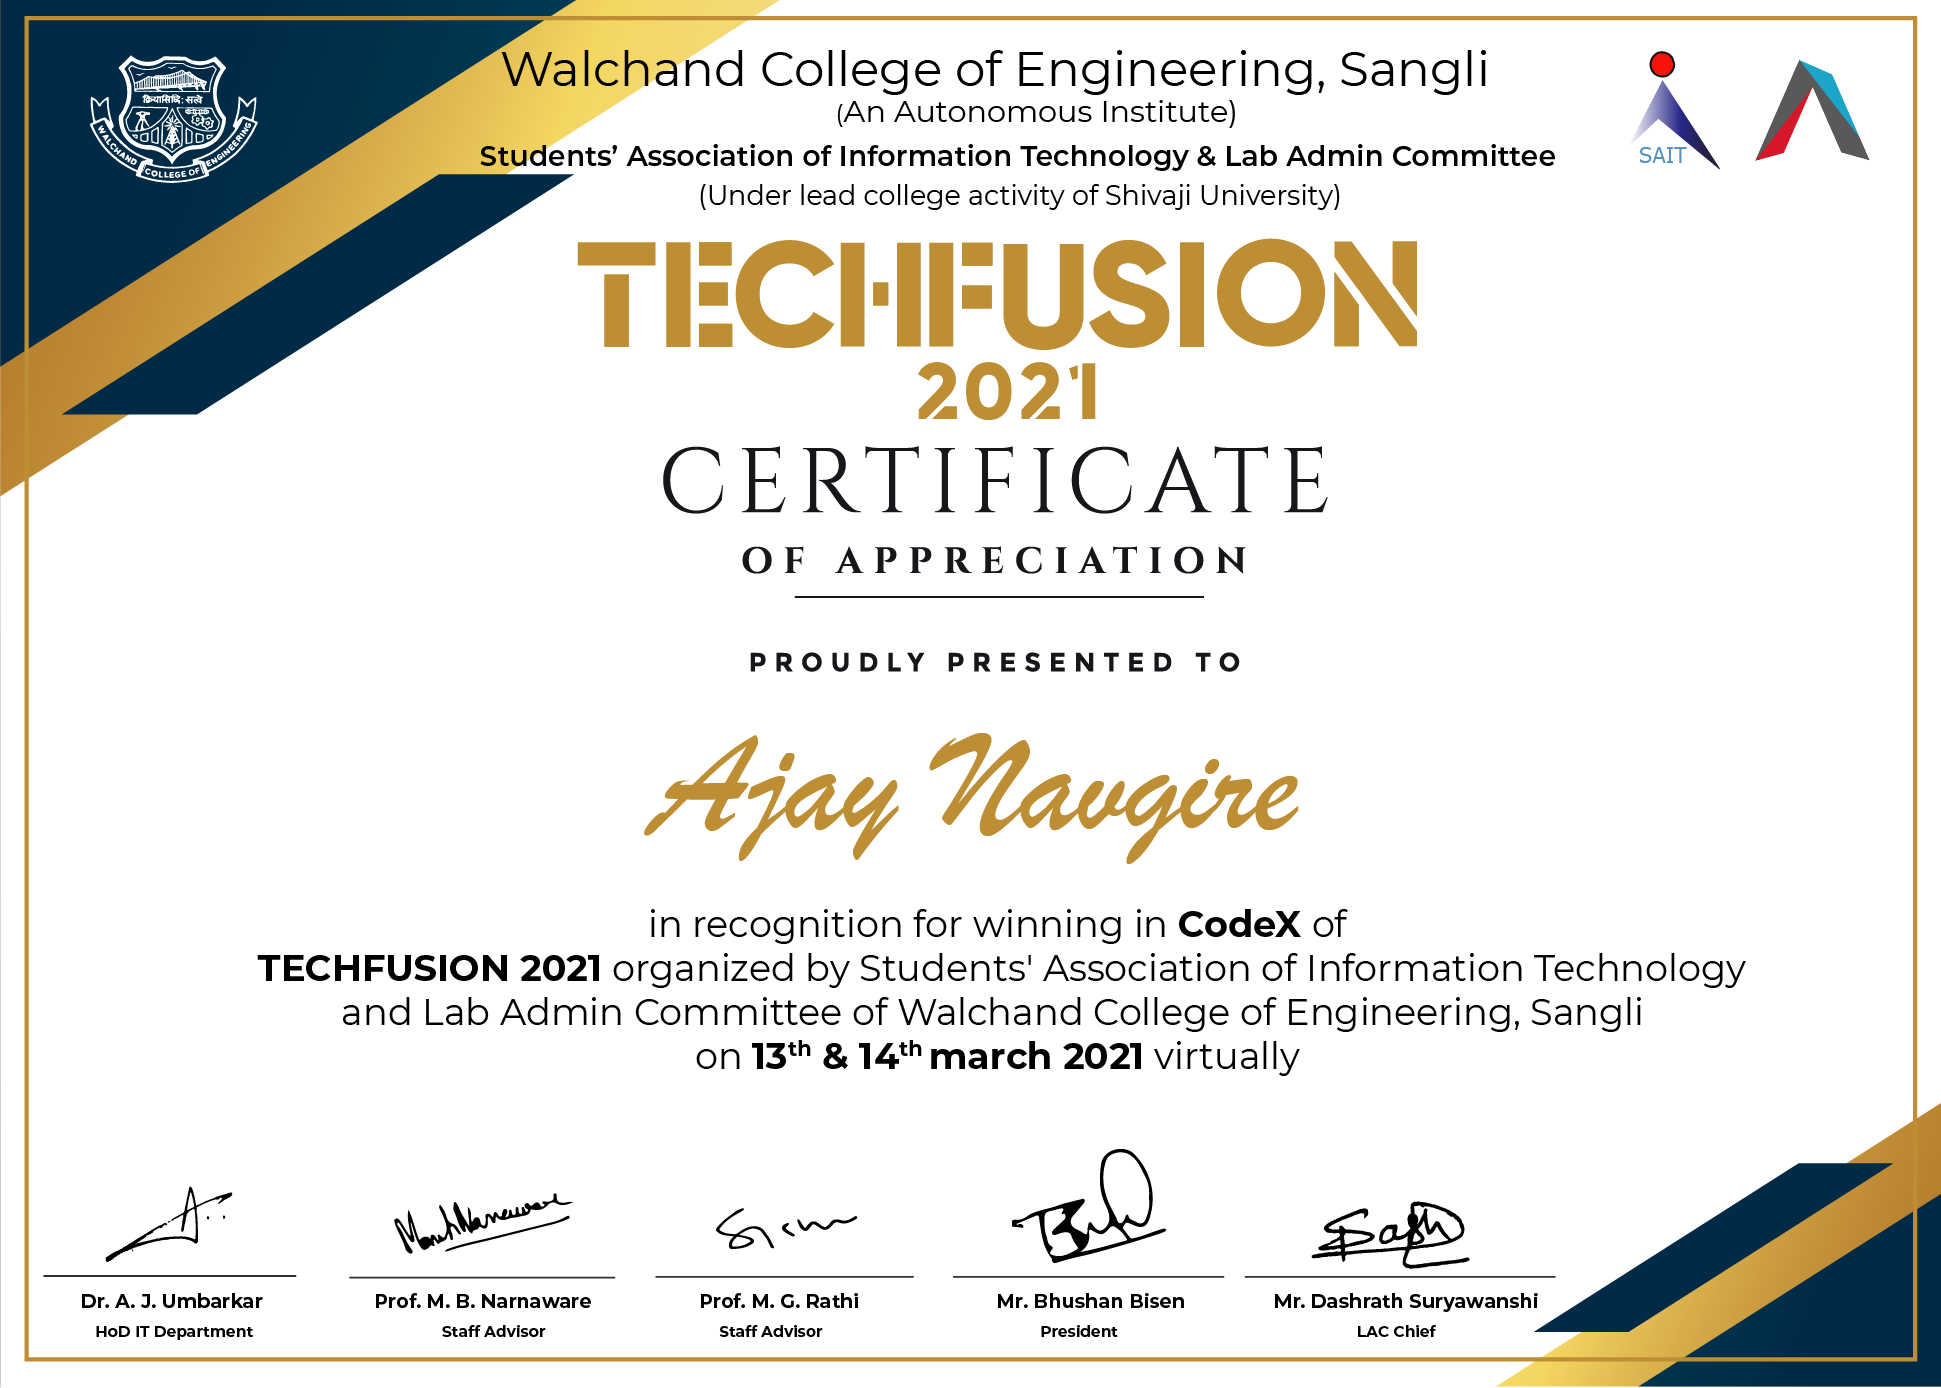 क्रियासिध्दि: सत्वे
WALCHAND COLLEGE OF ENGINEERING
Walchand College of Engineering, Sangli
(An Autonomous Institute)
Students’ Association of Information Technology & Lab Admin Committee
(Under lead college activity of Shivaji University)
SAIT
TECHFUSION
2021
CERTIFICATE
OF APPRECIATION
PROUDLY PRESENTED TO
Ajay Navgire
in recognition for winning in CodeX of
TECHFUSION 2021 organized by Students' Association of Information Technology
and Lab Admin Committee of Walchand College of Engineering, Sangli
on 13th & 14th march 2021 virtually
Dr. A. J. Umbarkar
HoD IT Department
Prof. M. B. Narnaware
Staff Advisor
Prof. M. G. Rathi
Staff Advisor
Mr. Bhushan Bisen
President
Mr. Dashrath Suryawanshi
LAC Chief